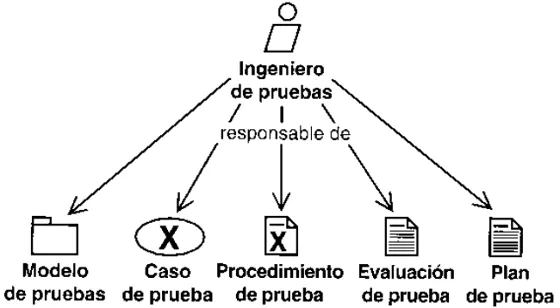 Ingeniero
de pruebas
responsable de
X
X
Modelo
de pruebas
Caso
de prueba
Procedimiento
de prueba
Evaluación
de prueba
Plan
de prueba